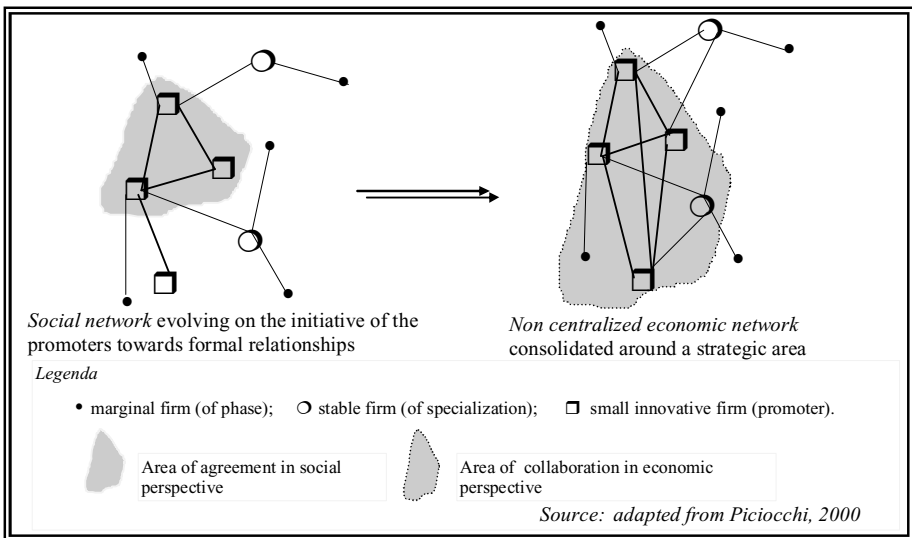 Social network evolving on the initiative of the
promoters towards formal relationships
Non centralized economic network
consolidated around a strategic area
Legenda
• marginal firm (of phase); stable firm (of specialization); small innovative firm (promoter).
Area of agreement in social
perspective
Area of collaboration in economic
perspective
Source: adapted from Piciocchi, 2000